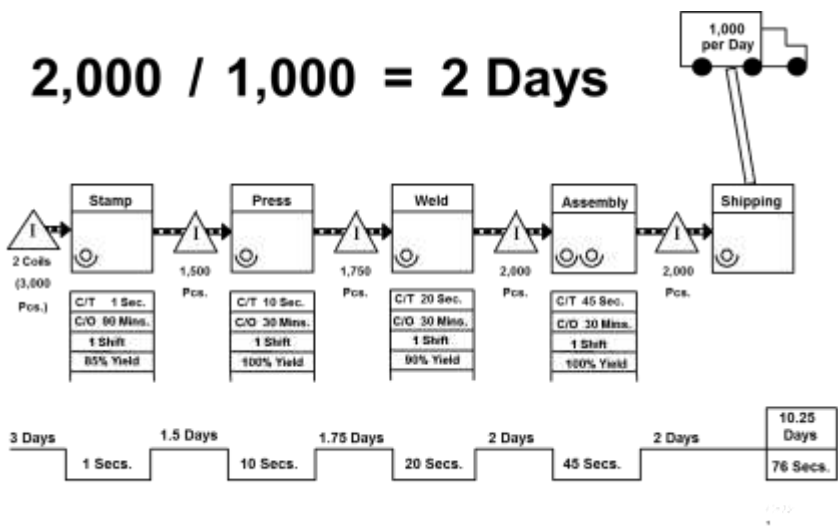 1,000
per Day
2,000 / 1,000 = 2 Days
Stamp
Press
Weld
Assembly
Shipping
I
I
I
I
I
2 Coils
(3,000
Pcs.)
1,500
Pcs.
1,750
Pcs.
2,000
Pcs.
2,000
Pcs.
C/T 1 Sec.
C/O 90 Mins.
1 Shift
85% Yield
C/T 10 Sec.
C/O 30 Mins.
1 Shift
100% Yield
C/T 20 Sec.
C/O 30 Mins.
1 Shift
90% Yield
C/T 45 Sec.
C/O 30 Mins.
1 Shift
100% Yield
3 Days
1.5 Days
1.75 Days
2 Days
2 Days
10.25
Days
1 Secs.
10 Secs.
20 Secs.
45 Secs.
76 Secs.